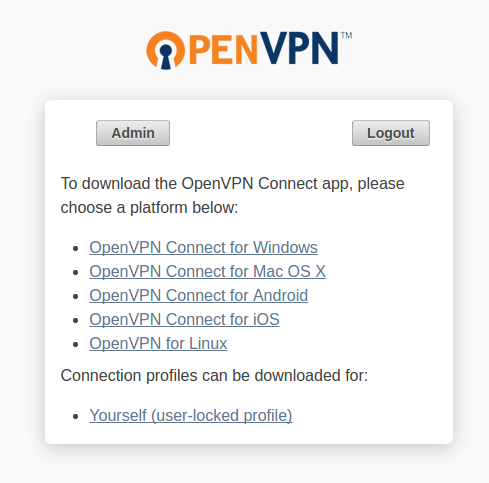 OPENVPN™
Admin
Logout
To download the OpenVPN Connect app, please
choose a platform below:
• OpenVPN Connect for Windows
• OpenVPN Connect for Mac OS X
• OpenVPN Connect for Android
• OpenVPN Connect for iOS
• OpenVPN for Linux
Connection profiles can be downloaded for:
• Yourself (user-locked profile)